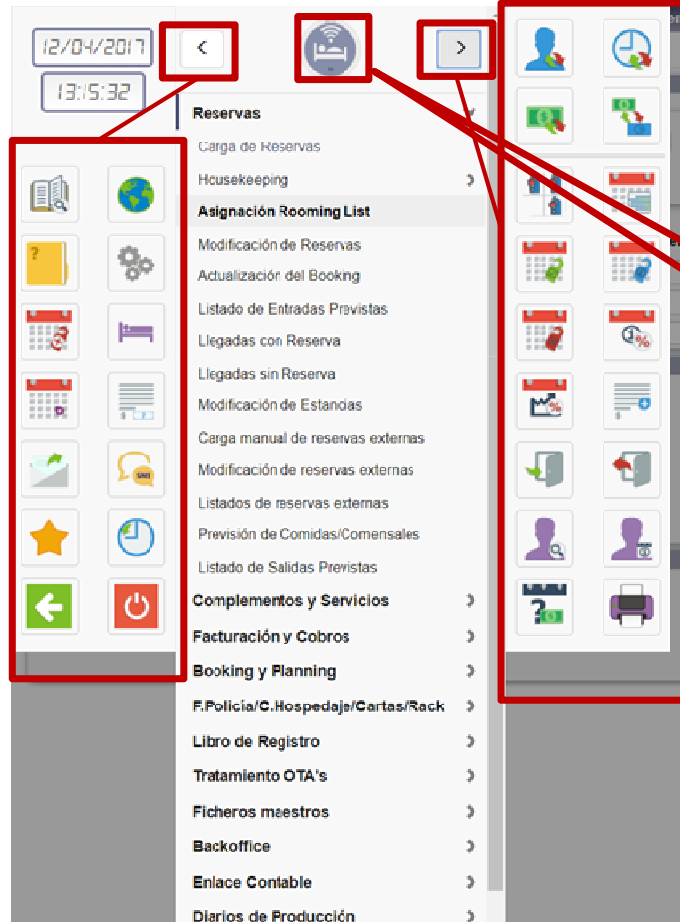 12/04/2017
13:15:32
Reservas
Carga de Reservas
Housekeeping
Asignación Rooming List
Modificación de Reservas
Actualización del Booking
Listado de Entradas Previstas
Llegadas con Reserva
Llegadas sin Reserva
Modificación de Estancias
Carga manual de reservas externas
Modificación de reservas externas
Listados de reservas externas
Previsión de Comidas/Comensales
Listado de Salidas Previstas
Complementos y Servicios
Facturación y Cobros
Booking y Planning
F.Policía/C.Hospedaje/Cartas/Rack
Libro de Registro
Tratamiento OTA's
Ficheros maestros
Backoffice
Enlace Contable
Diarios de Producción